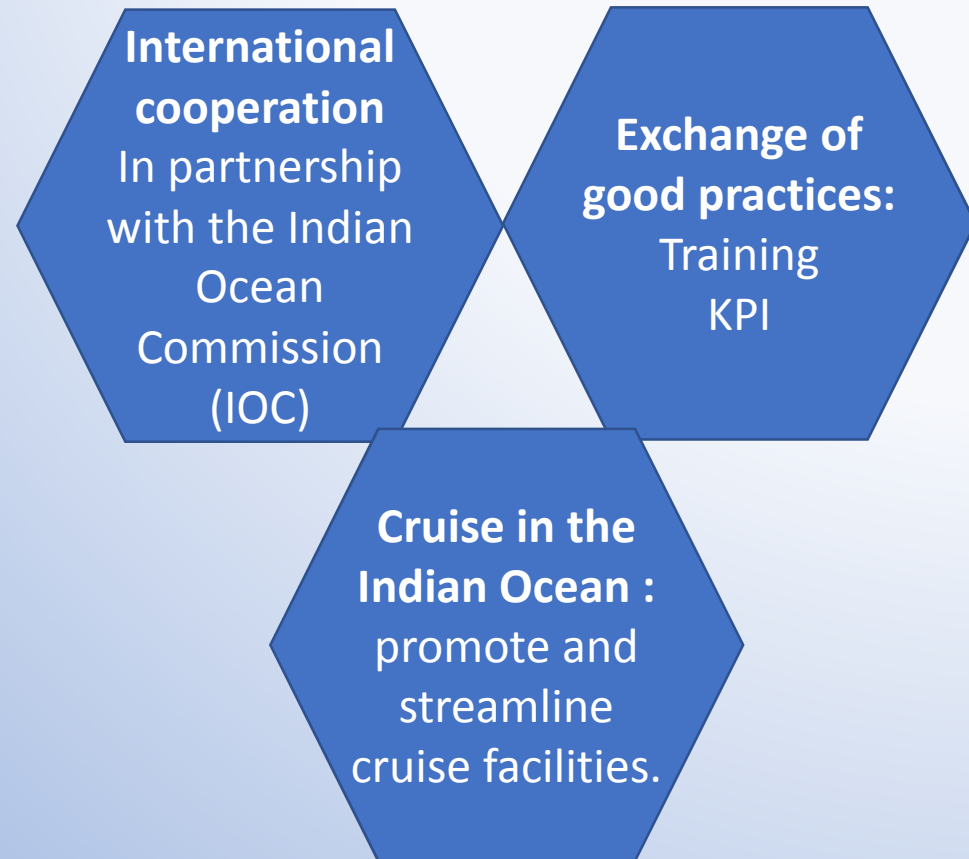 International
cooperation
In partnership
with the Indian
Ocean
Commission
(IOC)
Exchange of
good practices:
Training
KPI
Cruise in the
Indian Ocean :
promote and
streamline
cruise facilities.